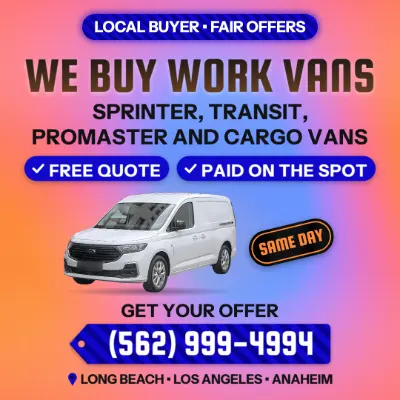 LOCAL BUYER • FAIR OFFERS
WE BUY WORK VANS
SPRINTER, TRANSIT,
PROMASTER AND CARGO VANS
✓ FREE QUOTE ✓ PAID ON THE SPOT
SAME DAY
GET YOUR OFFER
(562) 999-4994
LONG BEACH • LOS ANGELES • ANAHEIM